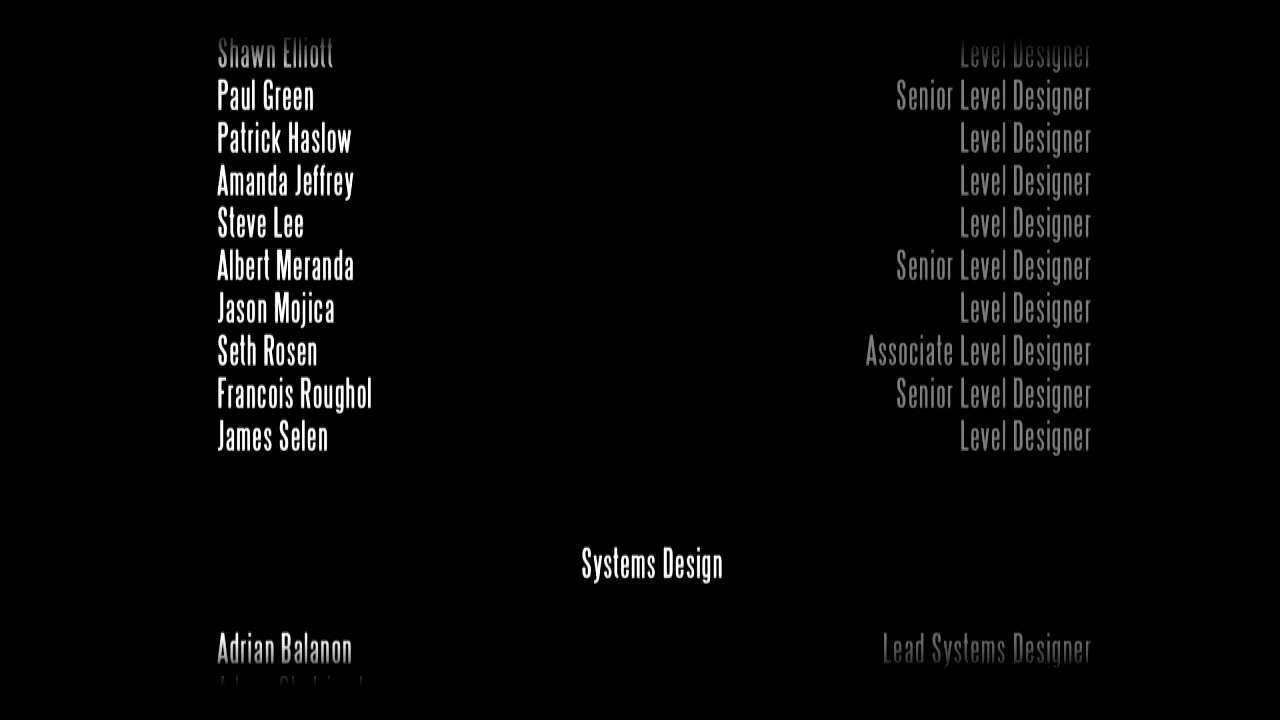 Shawn Elliott Level Designer
Paul Green Senior Level Designer
Patrick Haslow Level Designer
Amanda Jeffrey Level Designer
Steve Lee Level Designer
Albert Meranda Senior Level Designer
Jason Mojica Level Designer
Seth Rosen Associate Level Designer
Francois Roughol Senior Level Designer
James Selen Level Designer
Systems Design
Adrian Balanon Lead Systems Designer